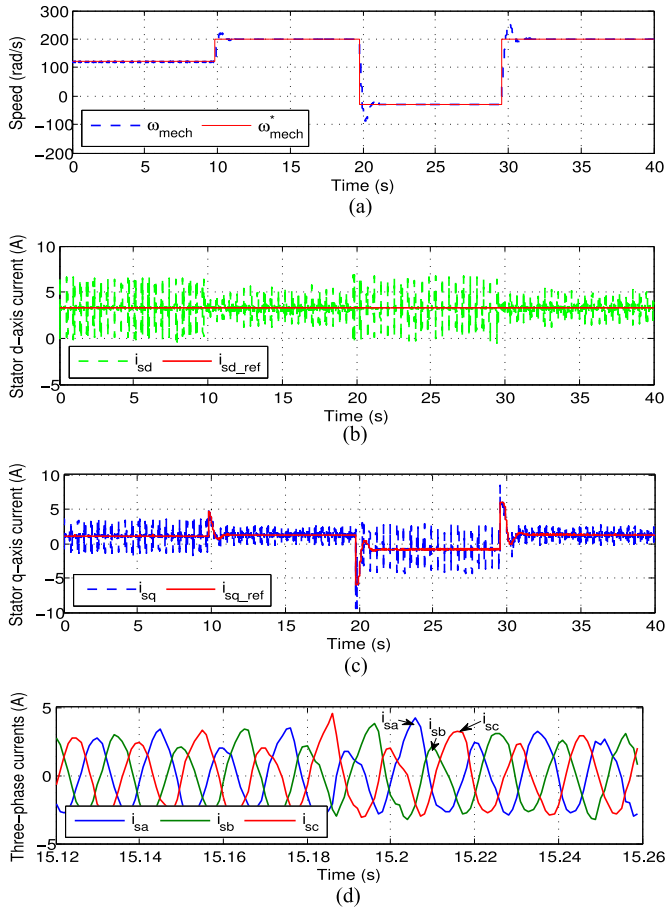 Speed (rad/s)
300
200
100
0
−100
−200
ω_mech ω*_mech
0 5 10 15 20 25 30 35 40
Time (s)
(a)
Stator d−axis current (A)
10
5
0
−5
i_sd i_sd_ref
0 5 10 15 20 25 30 35 40
Time (s)
(b)
Stator q−axis current (A)
10
5
0
−5
−10
i_sq i_sq_ref
0 5 10 15 20 25 30 35 40
Time (s)
(c)
Three−phase currents (A)
5
0
−5
i_sa i_sb i_sc
i_sa i_sb i_sc
15.12 15.14 15.16 15.18 15.2 15.22 15.24 15.26
Time (s)
(d)